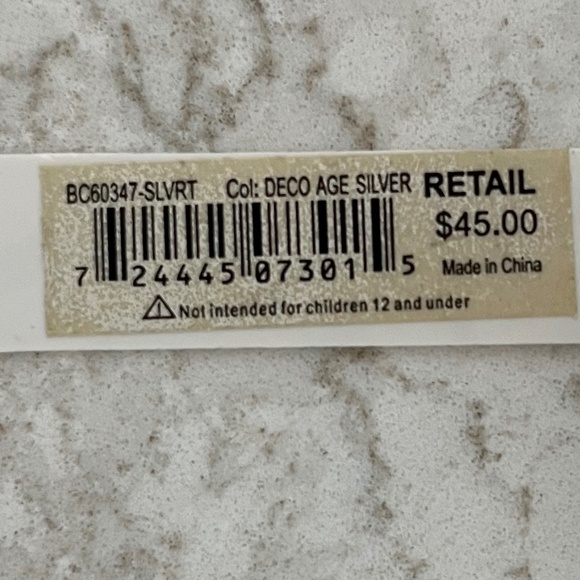 BC60347-SLVRT Col: DECO AGE SILVER RETAIL
$45.00
7 24445 07301 5 Made in China
⚠ Not intended for children 12 and under